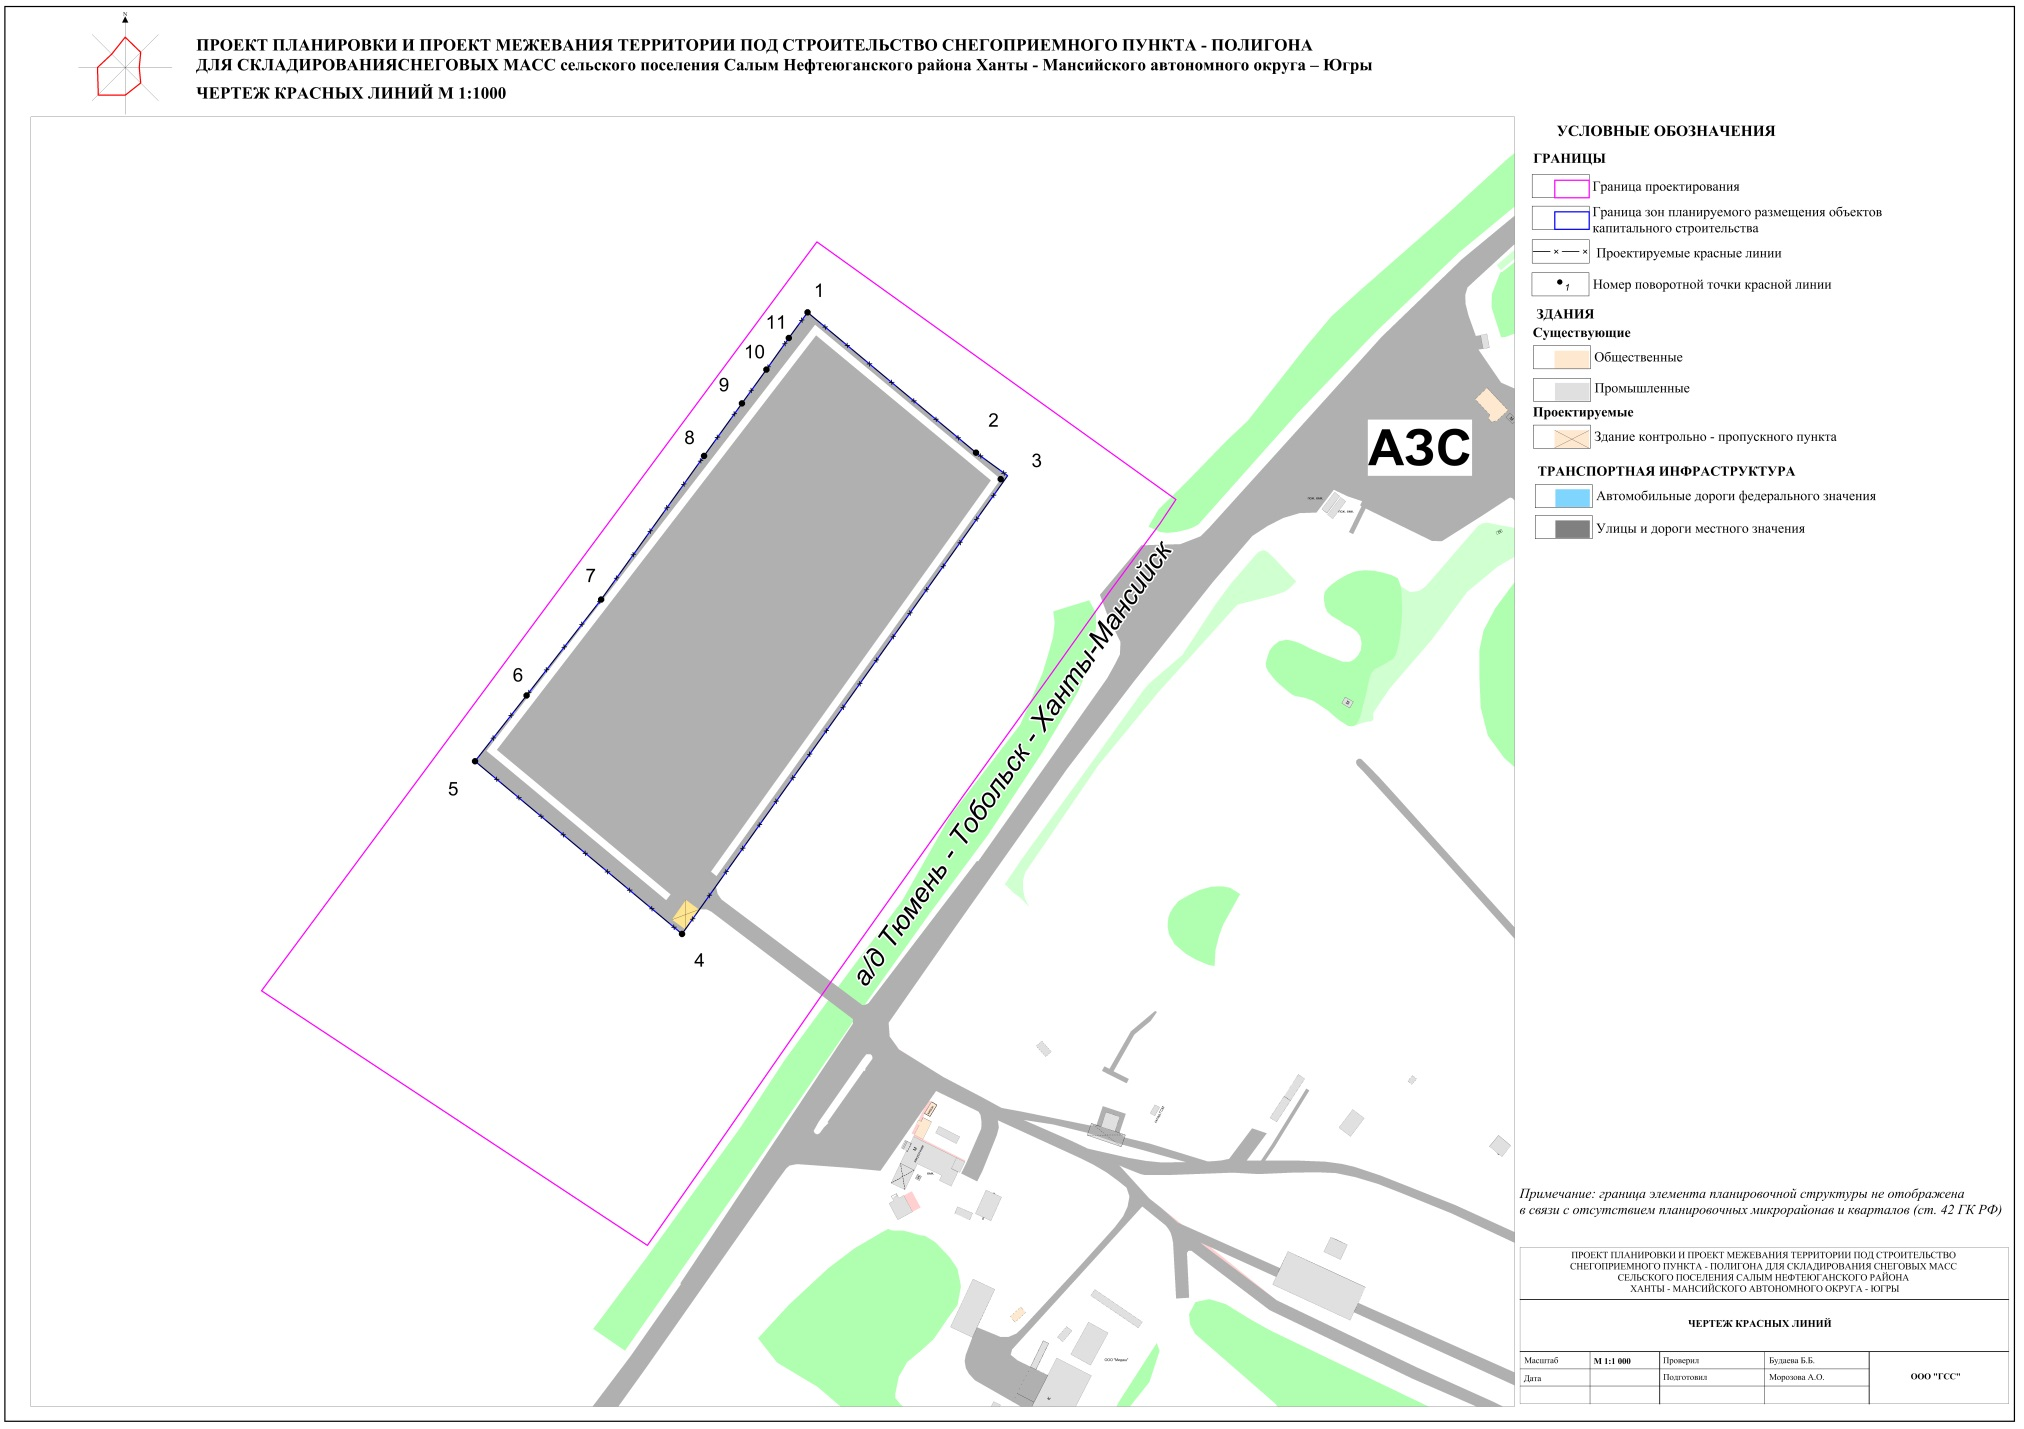 N
ПРОЕКТ ПЛАНИРОВКИ И ПРОЕКТ МЕЖЕВАНИЯ ТЕРРИТОРИИ ПОД СТРОИТЕЛЬСТВО СНЕГОПРИЕМНОГО ПУНКТА - ПОЛИГОНА
ДЛЯ СКЛАДИРОВАНИЯСНЕГОВЫХ МАСС сельского поселения Салым Нефтеюганского района Ханты - Мансийского автономного округа – Югры
ЧЕРТЕЖ КРАСНЫХ ЛИНИЙ М 1:1000
1
11
10
9
8
2
3
7
6
5
4
АЗС
а/д Тюмень - Тобольск - Ханты-Мансийск
ООО "Мираж"
УСЛОВНЫЕ ОБОЗНАЧЕНИЯ
ГРАНИЦЫ
Граница проектирования
Граница зон планируемого размещения объектов
капитального строительства
Проектируемые красные линии
1
Номер поворотной точки красной линии
ЗДАНИЯ
Существующие
Общественные
Промышленные
Проектируемые
Здание контрольно - пропускного пункта
ТРАНСПОРТНАЯ ИНФРАСТРУКТУРА
Автомобильные дороги федерального значения
Улицы и дороги местного значения
Примечание: граница элемента планировочной структуры не отображена
в связи с отсутствием планировочных микрорайонав и кварталов (ст. 42 ГК РФ)
ПРОЕКТ ПЛАНИРОВКИ И ПРОЕКТ МЕЖЕВАНИЯ ТЕРРИТОРИИ ПОД СТРОИТЕЛЬСТВО
СНЕГОПРИЕМНОГО ПУНКТА - ПОЛИГОНА ДЛЯ СКЛАДИРОВАНИЯ СНЕГОВЫХ МАСС
СЕЛЬСКОГО ПОСЕЛЕНИЯ САЛЫМ НЕФТЕЮГАНСКОГО РАЙОНА
ХАНТЫ - МАНСИЙСКОГО АВТОНОМНОГО ОКРУГА - ЮГРЫ
ЧЕРТЕЖ КРАСНЫХ ЛИНИЙ
Масштаб М 1:1 000 Проверил Будаева Б.Б.
Дата Подготовил Морозова А.О.
ООО "ГСС"